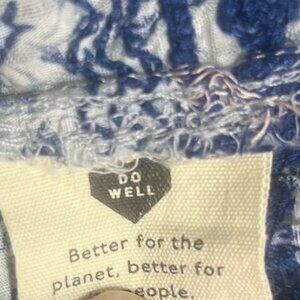 DO
WELL
Better for the
planet, better for
people.